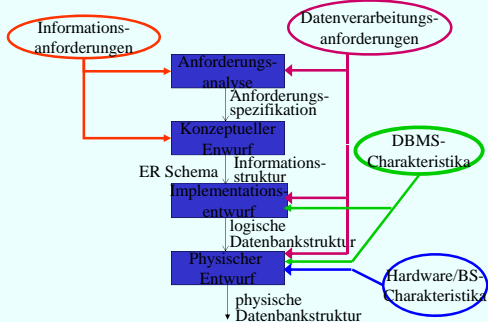 Informations-
anforderungen
Datenverarbeitungs-
anforderungen
Anforderungs-
analyse
Anforderungs-
spezifikation
Konzeptueller
Entwurf
ER Schema
Informations-
struktur
DBMS-
Charakteristika
Implementations-
entwurf
logische
Datenbankstruktur
Physischer
Entwurf
Hardware/BS-
Charakteristika
physische
Datenbankstruktur